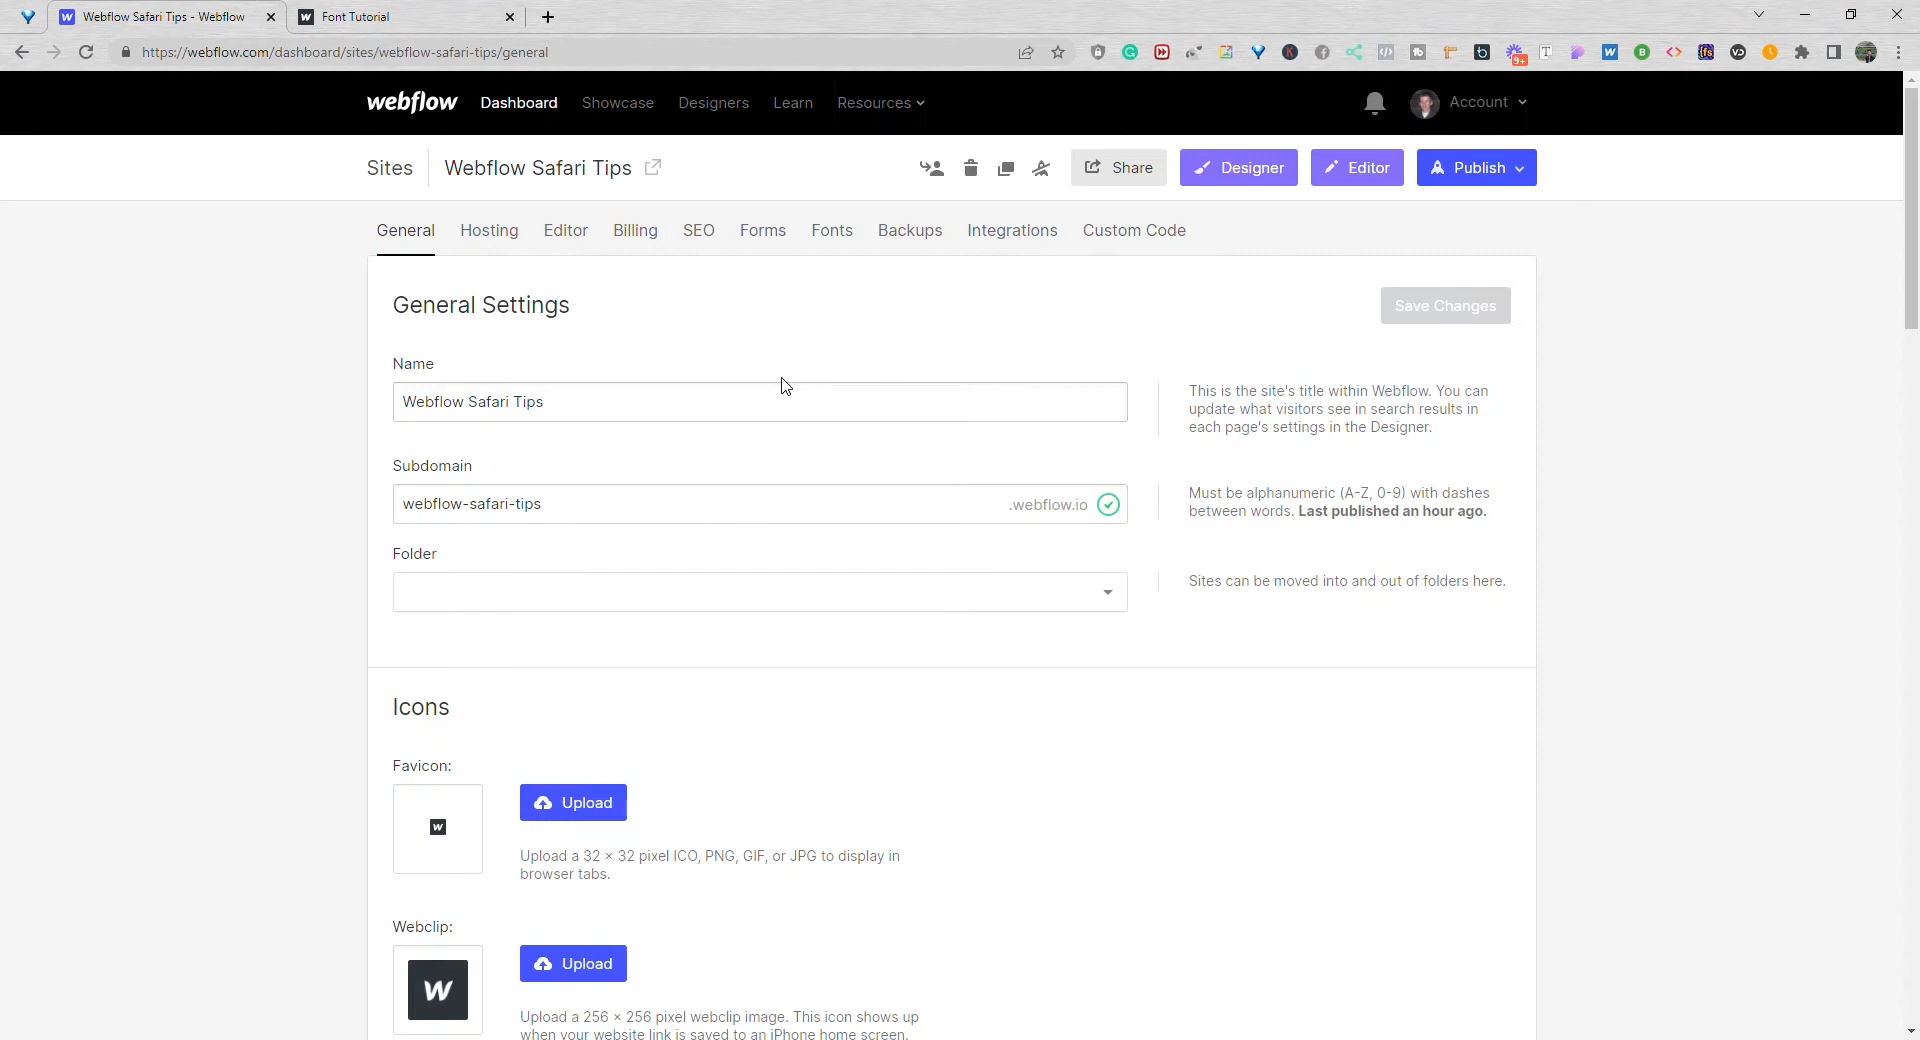 Webflow Safari Tips - Webflow
Font Tutorial
https://webflow.com/dashboard/sites/webflow-safari-tips/general
9+
webflow
Dashboard
Showcase
Designers
Learn
Resources
Account
Sites
Webflow Safari Tips
Share
Designer
Editor
Publish
General
Hosting
Editor
Billing
SEO
Forms
Fonts
Backups
Integrations
Custom Code
General Settings
Save Changes
Name
Webflow Safari Tips
This is the site's title within Webflow. You can
update what visitors see in search results in
each page's settings in the Designer.
Subdomain
webflow-safari-tips
.webflow.io
Must be alphanumeric (A-Z, 0-9) with dashes
between words. Last published an hour ago.
Folder
Sites can be moved into and out of folders here.
Icons
Favicon:
W
Upload
Upload a 32 × 32 pixel ICO, PNG, GIF, or JPG to display in
browser tabs.
Webclip:
W
Upload
Upload a 256 × 256 pixel webclip image. This icon shows up
when your website link is saved to an iPhone home screen.